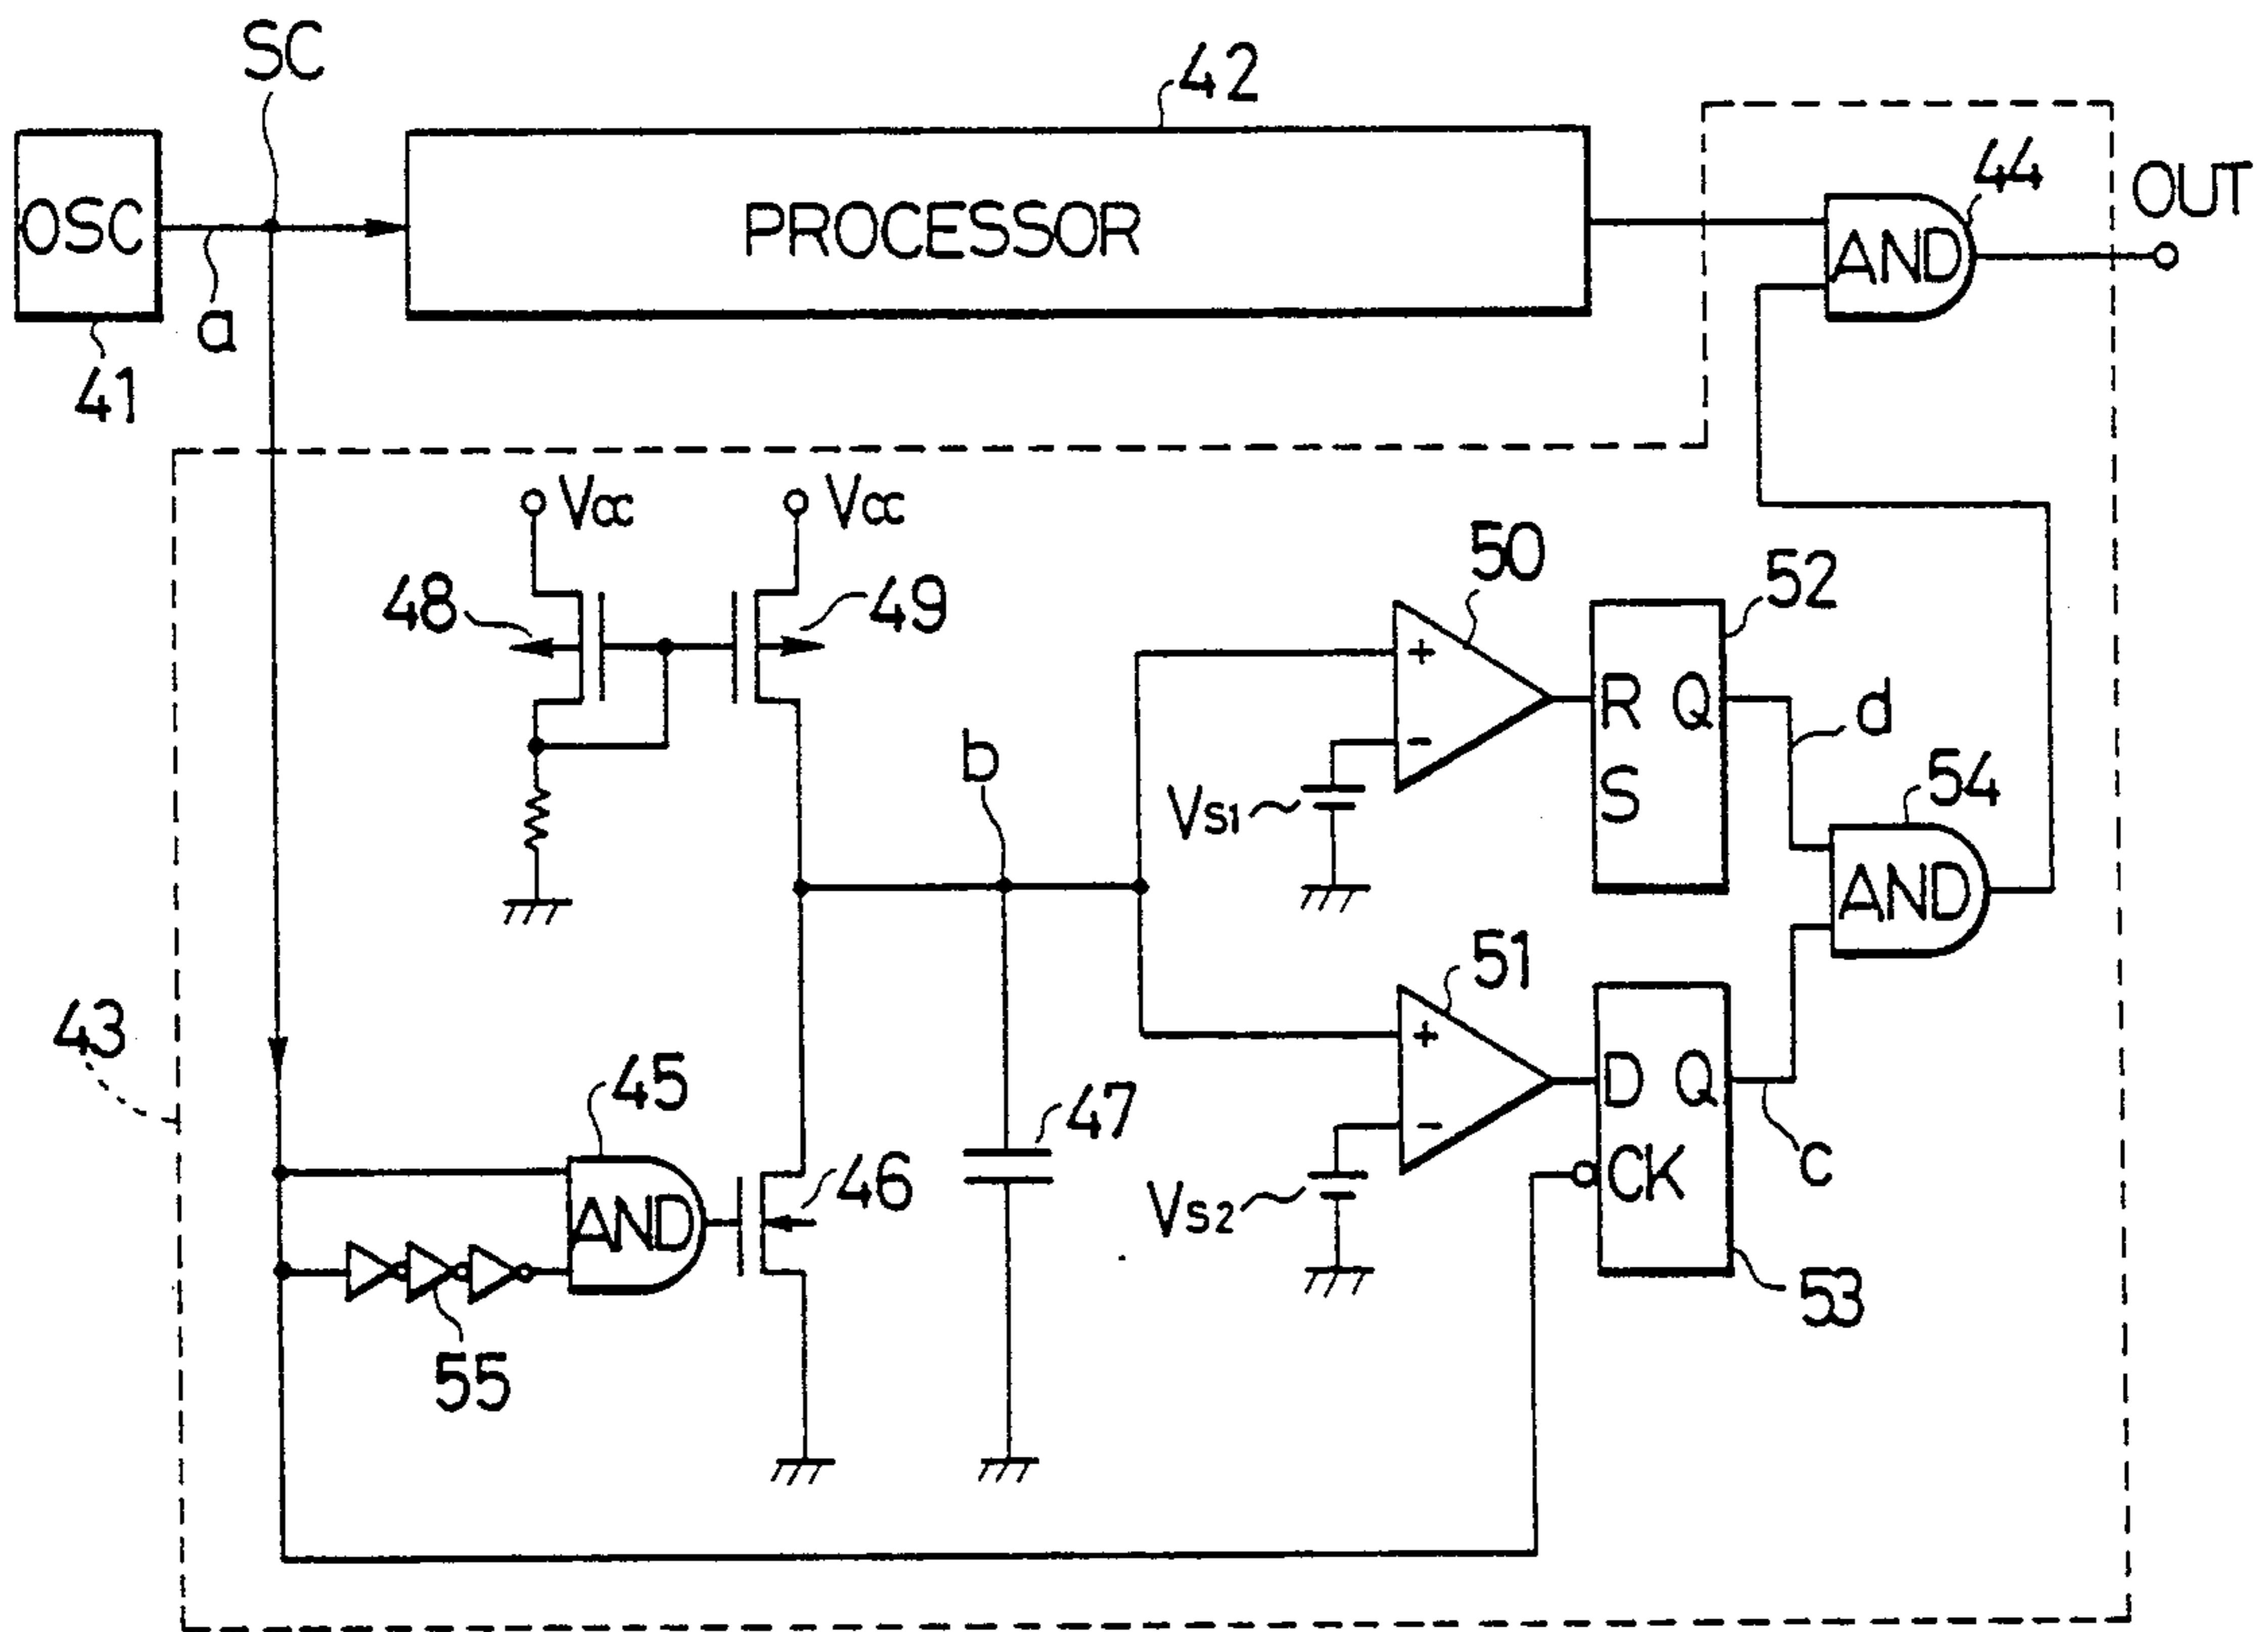 SC
42
44
OUT
OSC
PROCESSOR
AND
a
41
Vcc
Vcc
50
52
48
49
+
R Q
d
b
-
S
54
Vs1
AND
51
43
45
+
D Q
47
-
AND
46
CK
c
Vs2
53
55